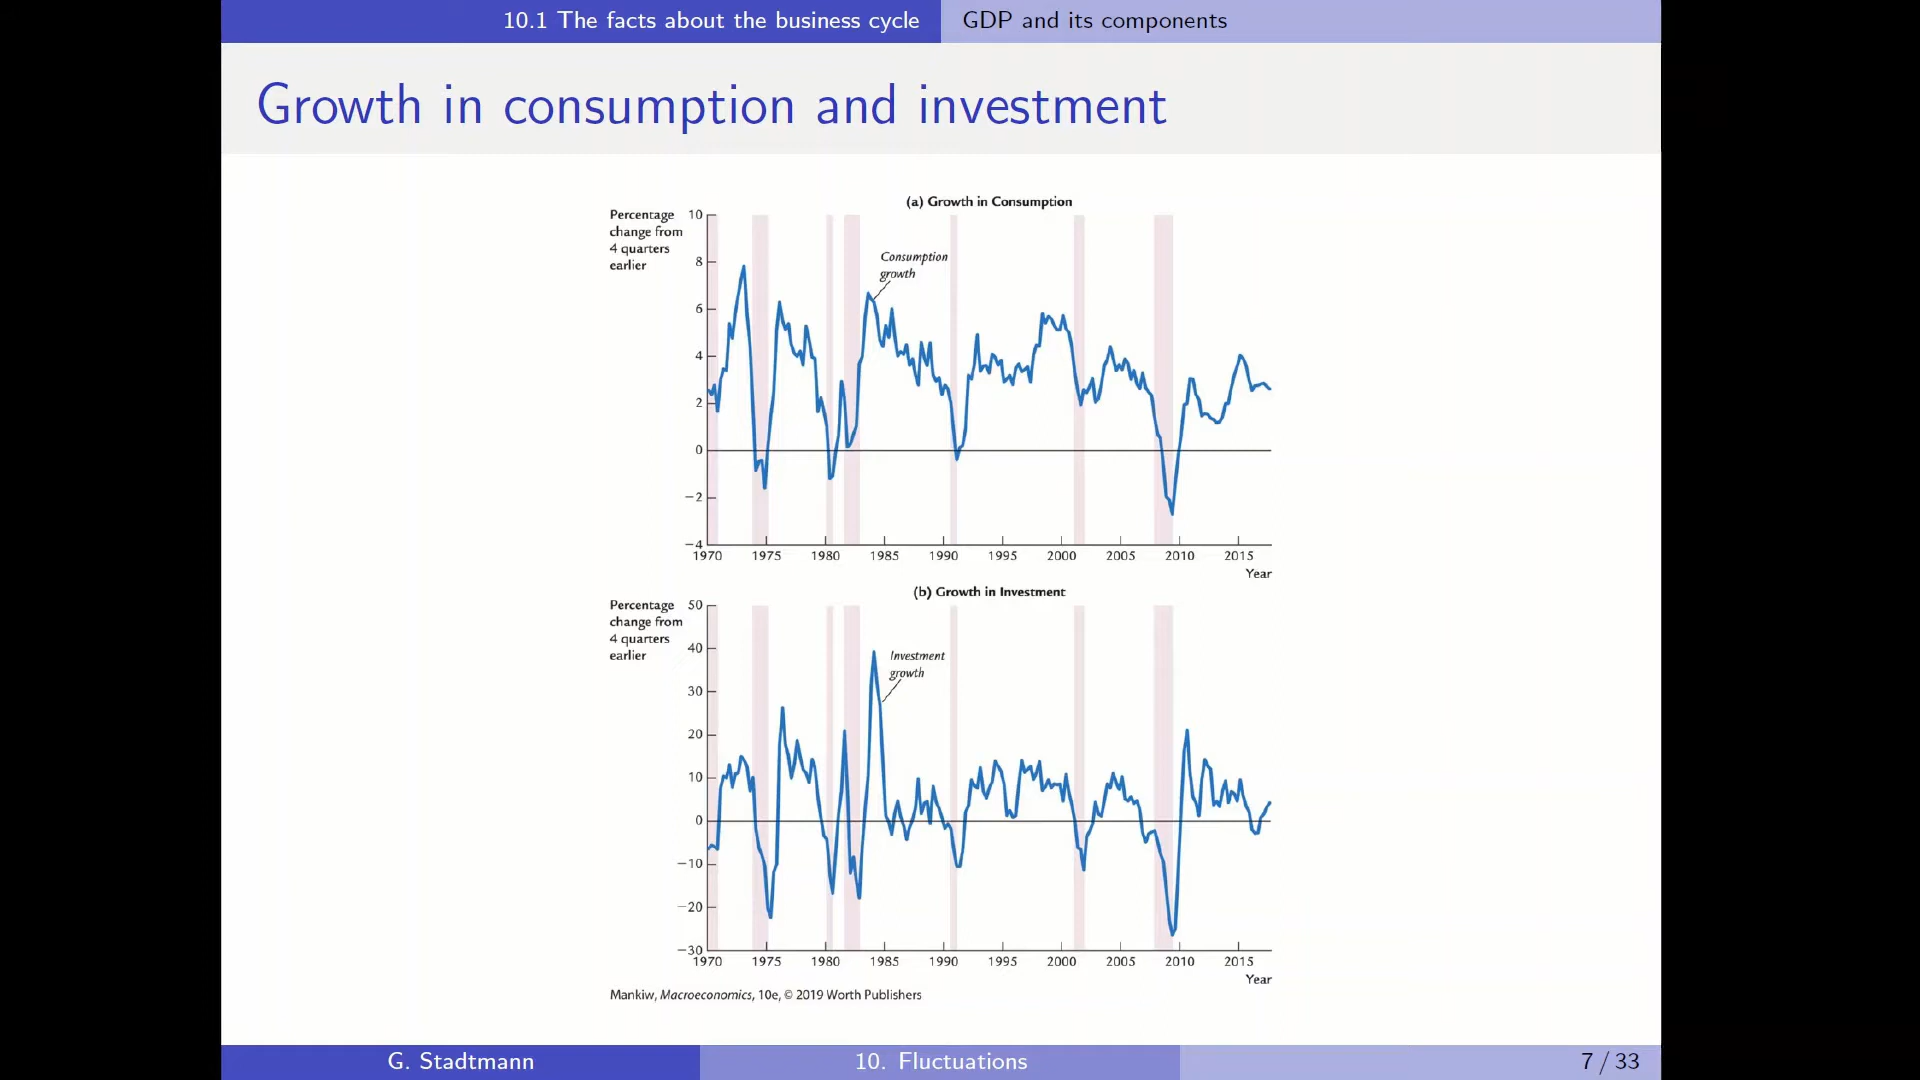 10.1 The facts about the business cycle
GDP and its components
Growth in consumption and investment
(a) Growth in Consumption
Percentage
change from
4 quarters
earlier
10
8
6
4
2
0
−2
−4
Consumption
growth
1970 1975 1980 1985 1990 1995 2000 2005 2010 2015
Year
(b) Growth in Investment
Percentage
change from
4 quarters
earlier
50
40
30
20
10
0
−10
−20
−30
Investment
growth
1970 1975 1980 1985 1990 1995 2000 2005 2010 2015
Year
Mankiw, Macroeconomics, 10e, © 2019 Worth Publishers
G. Stadtmann
10. Fluctuations
7 / 33